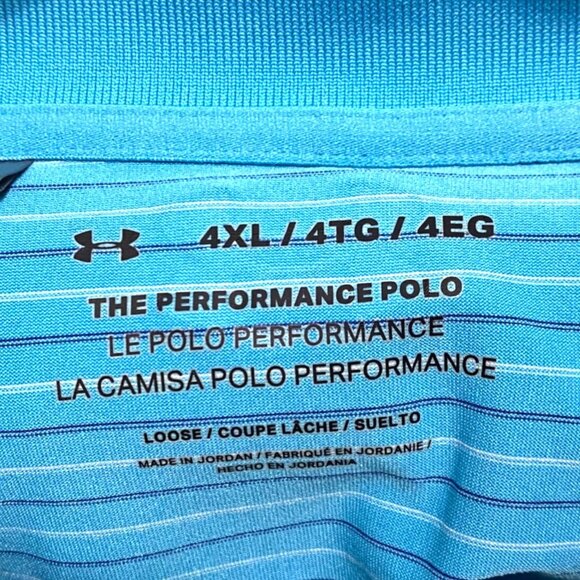 4XL / 4TG / 4EG
THE PERFORMANCE POLO
LE POLO PERFORMANCE
LA CAMISA POLO PERFORMANCE
LOOSE / COUPE LÂCHE / SUELTO
MADE IN JORDAN / FABRIQUÉ EN JORDANIE /
HECHO EN JORDANIA